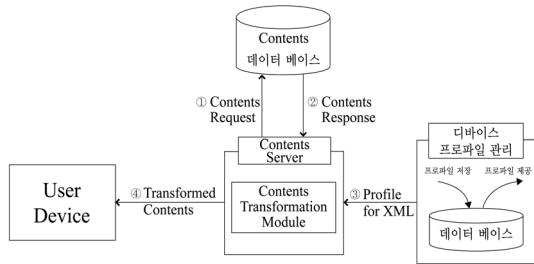 Contents
데이터 베이스
① Contents
Request
② Contents
Response
Contents
Server
Contents
Transformation
Module
User
Device
④ Transformed
Contents
③ Profile
for XML
디바이스
프로파일 관리
프로파일 저장
프로파일 제공
데이터 베이스